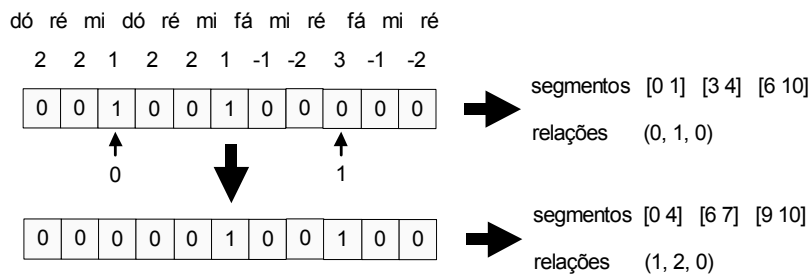 dó ré mi dó ré mi fá mi ré fá mi ré
2 2 1 2 2 1 -1 -2 3 -1 -2
0 0 1 0 0 1 0 0 0 0 0
segmentos [0 1] [3 4] [6 10]
relações (0, 1, 0)
0 1
0 0 0 0 0 1 0 0 1 0 0
segmentos [0 4] [6 7] [9 10]
relações (1, 2, 0)